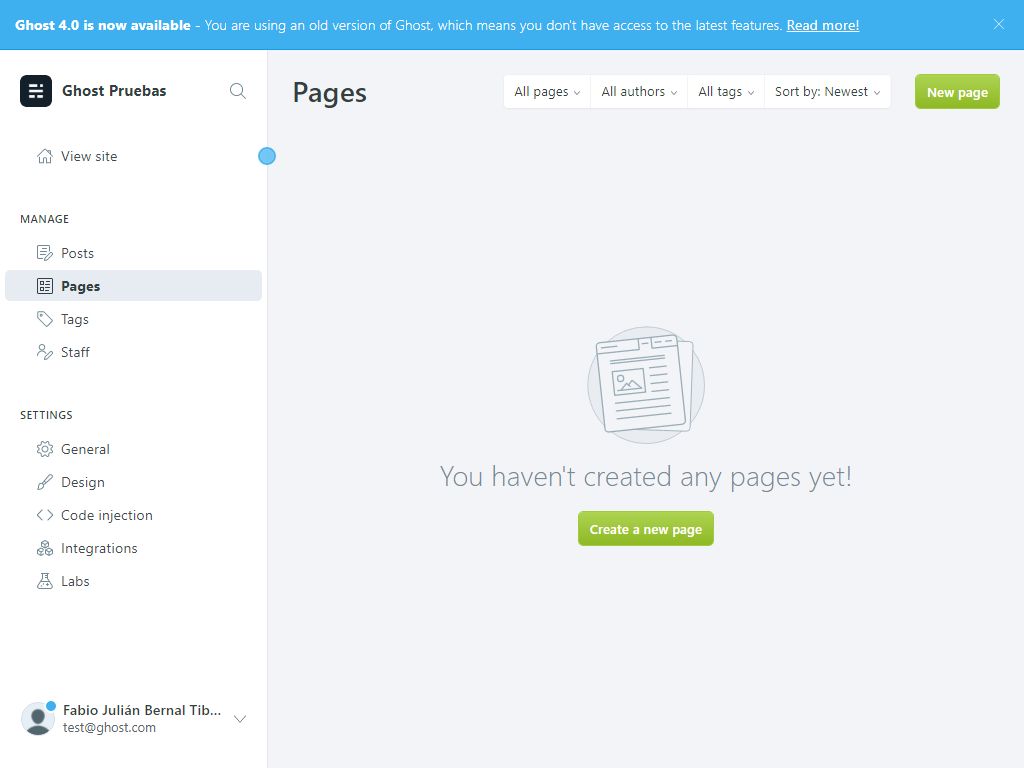 Ghost 4.0 is now available - You are using an old version of Ghost, which means you don't have access to the latest features. Read more!
Ghost Pruebas
View site
MANAGE
Posts
Pages
Tags
Staff
SETTINGS
General
Design
Code injection
Integrations
Labs
Fabio Julián Bernal Tib...
test@ghost.com
Pages
All pages
All authors
All tags
Sort by: Newest
New page
You haven't created any pages yet!
Create a new page